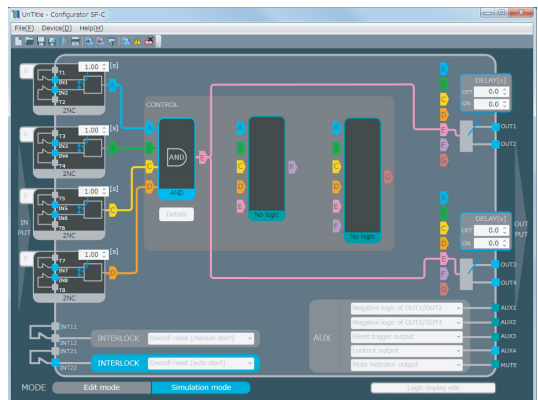 UnTitle - Configurator SF-C
File(F) Device(D) Help(H)
F T1 1.00 [s]
IN1
IN2
T2
2NC
A
F T3 1.00 [s]
IN3
IN4
T4
2NC
F T5 1.00 [s]
IN5
IN6
T6
2NC
C
F T7 1.00 [s]
IN7
IN8
T8
2NC
D
IN
PUT
CONTROL
A
C
D
AND
AND
E
Details
A
C
D
E
No logic
F
A
C
D
E
F
No logic
G
A
C
D
E
F
G
DELAY[s]
OFF 0.0
ON 0.0
OUT1
OUT2
A
C
D
E
F
G
DELAY[s]
OFF 0.0
ON 0.0
OUT3
OUT4
OUT
PUT
INT11
INT12
INTERLOCK Overall reset (manual start)
INT21
INT22
INTERLOCK Overall reset (auto start)
AUX
Negative logic of OUT1/OUT2 AUX1
Negative logic of OUT3/OUT4 AUX2
Reset trigger output AUX3
Lockout output AUX4
Mute indicator output MUTE
MODE Edit mode Simulation mode Logic display edit